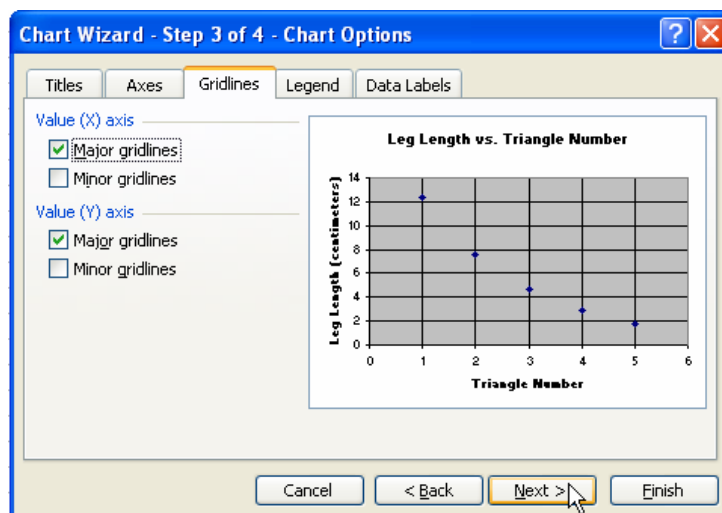 Chart Wizard - Step 3 of 4 - Chart Options
Titles Axes Gridlines Legend Data Labels
Value (X) axis
Major gridlines
Minor gridlines
Value (Y) axis
Major gridlines
Minor gridlines
Leg Length vs. Triangle Number
Leg Length (centimeters)
14
12
10
8
6
4
2
0
0 1 2 3 4 5 6
Triangle Number
Cancel < Back Next > Finish